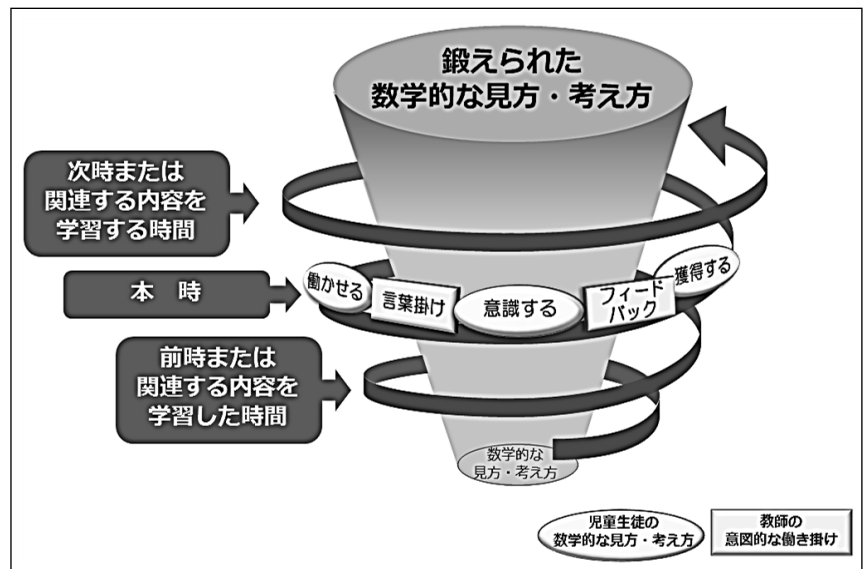 鍛えられた
数学的な見方・考え方
次時または
関連する内容を
学習する時間
本　時
働かせる
言葉掛け
意識する
フィード
バック
獲得する
前時または
関連する内容を
学習した時間
数学的な
見方・考え方
児童生徒の
数学的な見方・考え方
教師の
意図的な働き掛け